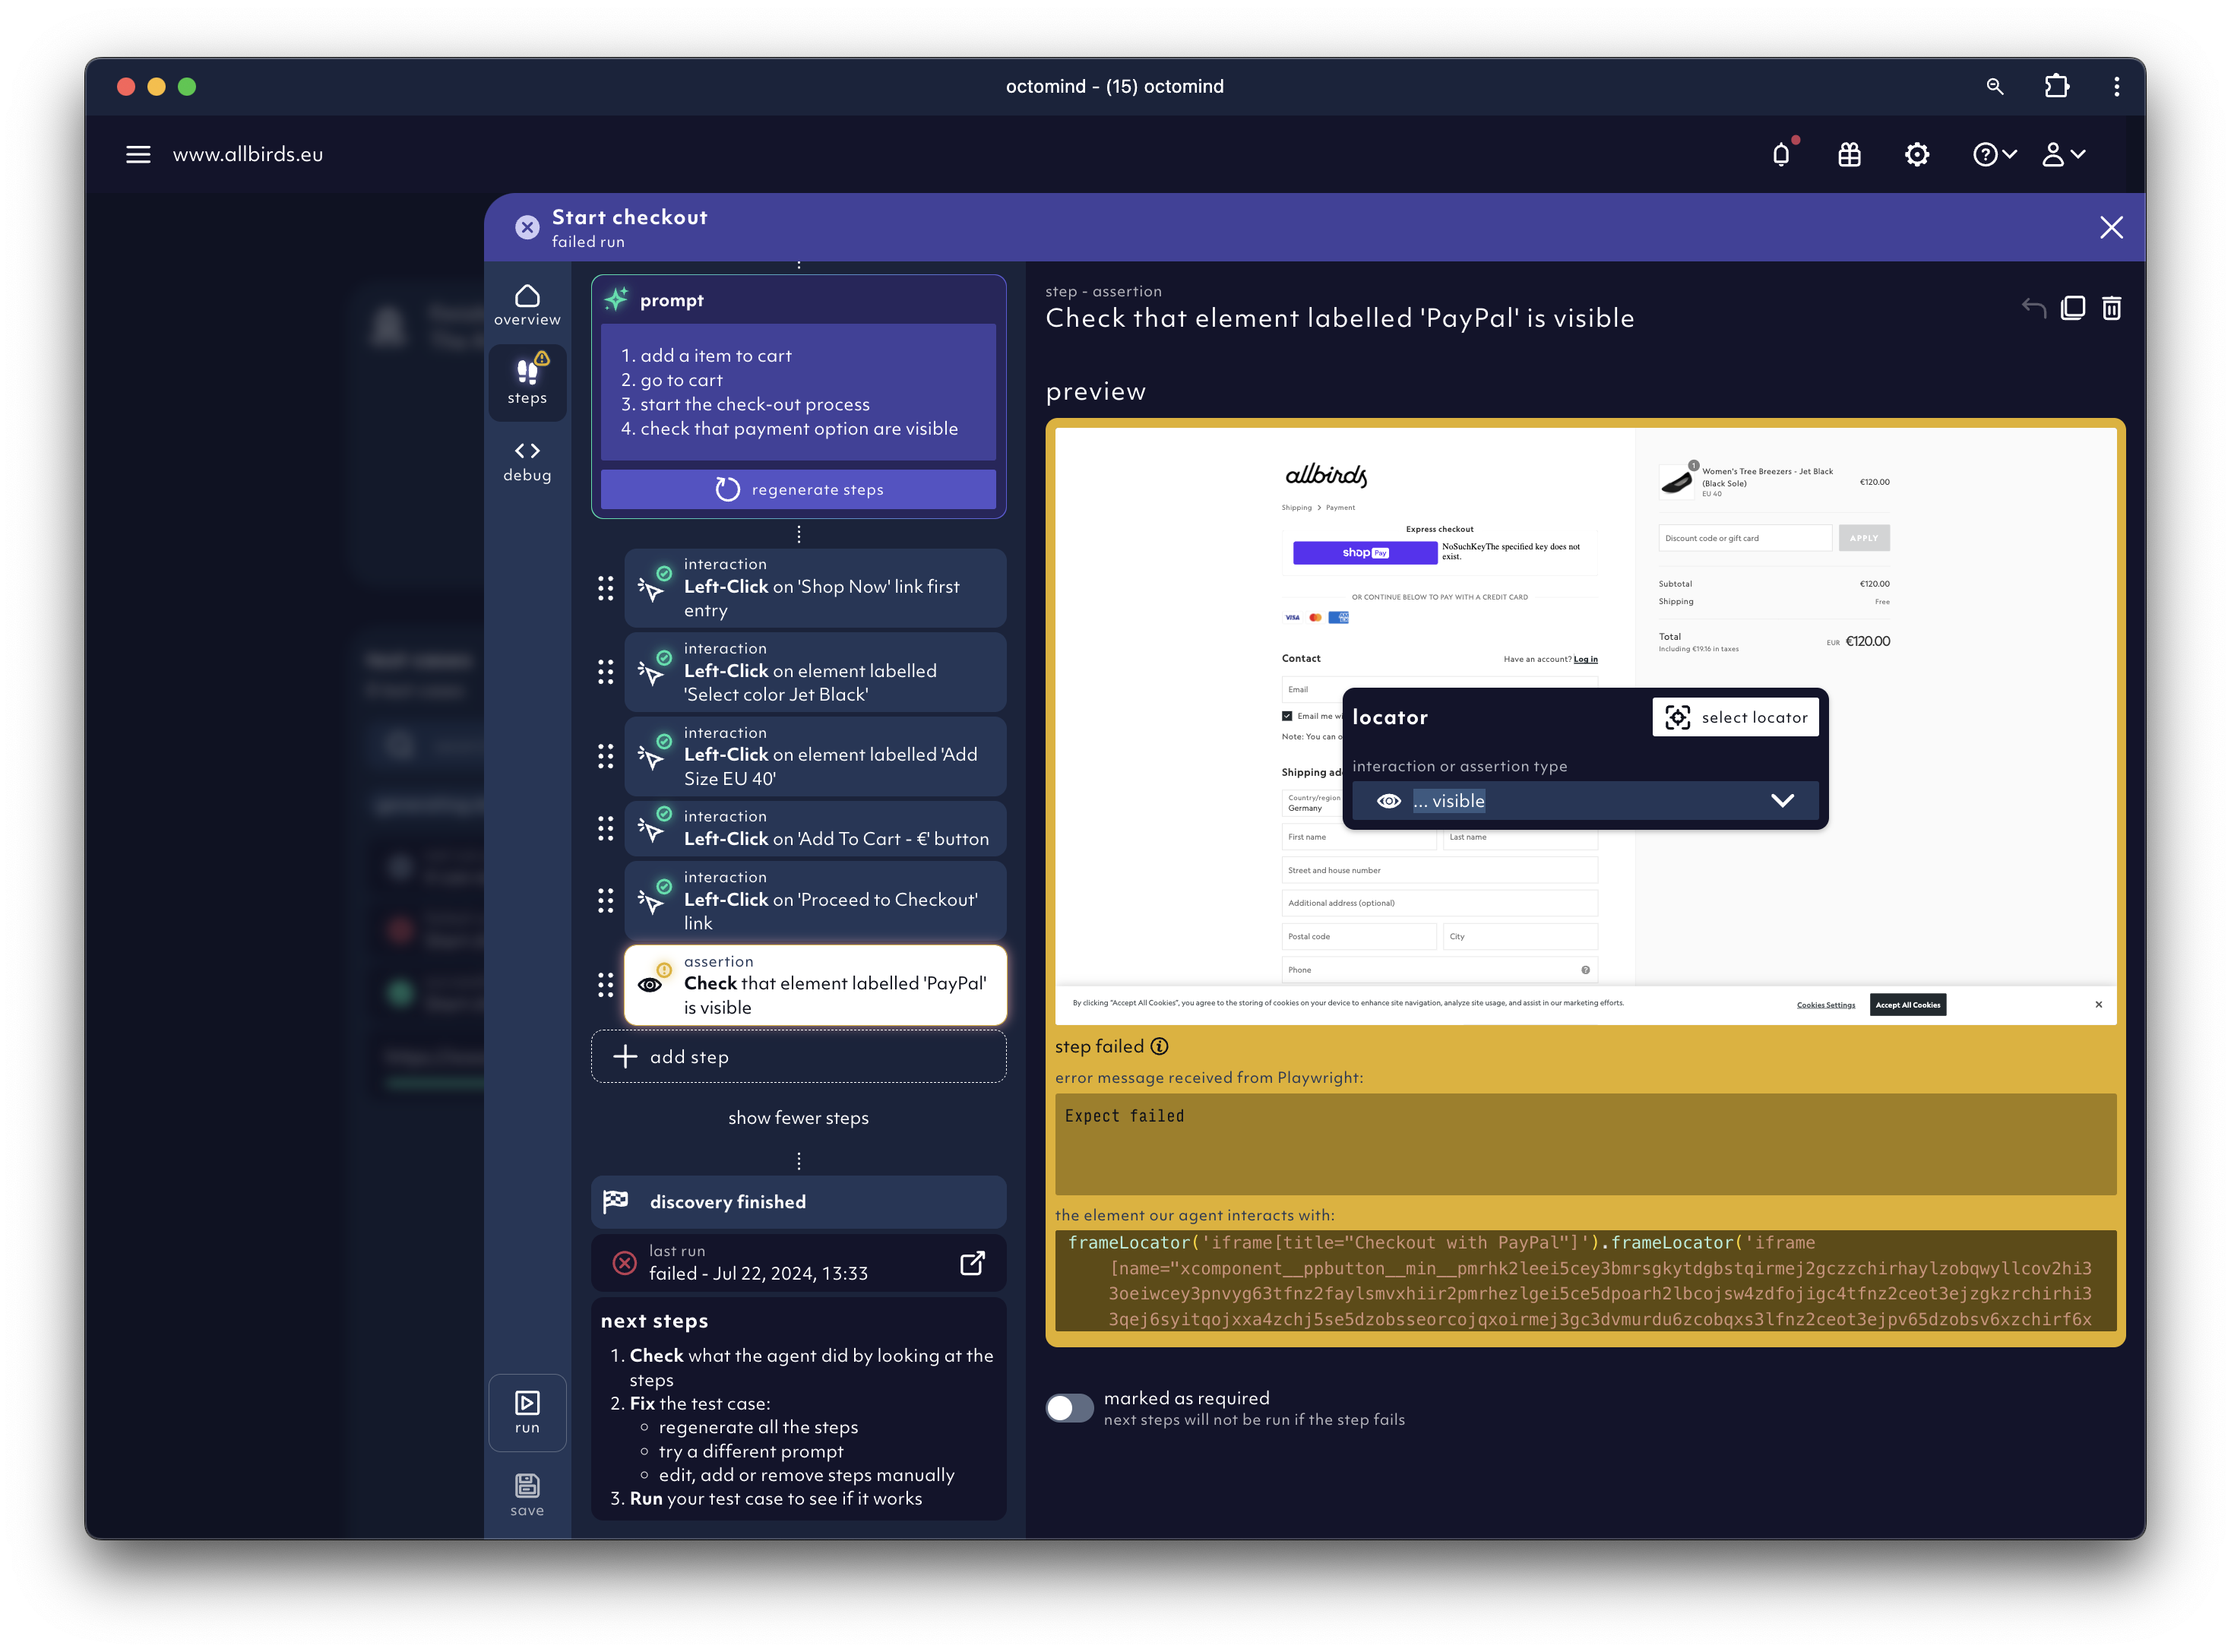 octomind - (15) octomind
www.allbirds.eu
Start checkout
failed run
overview
steps
debug
run
save
prompt
1. add a item to cart
2. go to cart
3. start the check-out process
4. check that payment option are visible
regenerate steps
interaction
Left-Click on 'Shop Now' link first
entry
interaction
Left-Click on element labelled
'Select color Jet Black'
interaction
Left-Click on element labelled 'Add
Size EU 40'
interaction
Left-Click on 'Add To Cart - €' button
interaction
Left-Click on 'Proceed to Checkout'
link
assertion
Check that element labelled 'PayPal'
is visible
add step
show fewer steps
discovery finished
last run
failed - Jul 22, 2024, 13:33
next steps
1. Check what the agent did by looking at the
steps
2. Fix the test case:
regenerate all the steps
try a different prompt
edit, add or remove steps manually
3. Run your test case to see if it works
step - assertion
Check that element labelled 'PayPal' is visible
preview
allbirds
Shipping > Payment
Express checkout
shop Pay
NoSuchKeyThe specified key does not
exist.
OR CONTINUE BELOW TO PAY WITH A CREDIT CARD
VISA
Contact
Have an account? Log in
Email
Email me wi
Note: You can o
Shipping ad
Country/region
Germany
First name
Last name
Street and house number
Additional address (optional)
Postal code
City
Phone
1
Women's Tree Breezers - Jet Black
(Black Sole)
EU 40
€120.00
Discount code or gift card
APPLY
Subtotal
€120.00
Shipping
Free
Total
Including €19.16 in taxes
EUR €120.00
locator
select locator
interaction or assertion type
... visible
By clicking "Accept All Cookies", you agree to the storing of cookies on your device to enhance site navigation, analyze site usage, and assist in our marketing efforts.
Cookies Settings
Accept All Cookies
step failed
error message received from Playwright:
Expect failed
the element our agent interacts with:
frameLocator('iframe[title="Checkout with PayPal"]').frameLocator('iframe
[name="xcomponent__ppbutton__min__pmrhk2leei5cey3bmrsgkytdgbstqirmej2gczzchirhaylzobqwyllcov2hi3
3oeiwcey3pnvyg63tfnz2faylsmvxhiir2pmrhezlgei5ce5dpoarh2lbcojsw4zdfojigc4tfnz2ceot3ejzgkzrchirhi3
3qej6syitqojxxa4zchj5se5dzobsseorcojqxoirmej3gc3dvmurdu6zcobqxs3lfnz2ceot3ejpv65dzobsv6xzchirf6x
marked as required
next steps will not be run if the step fails